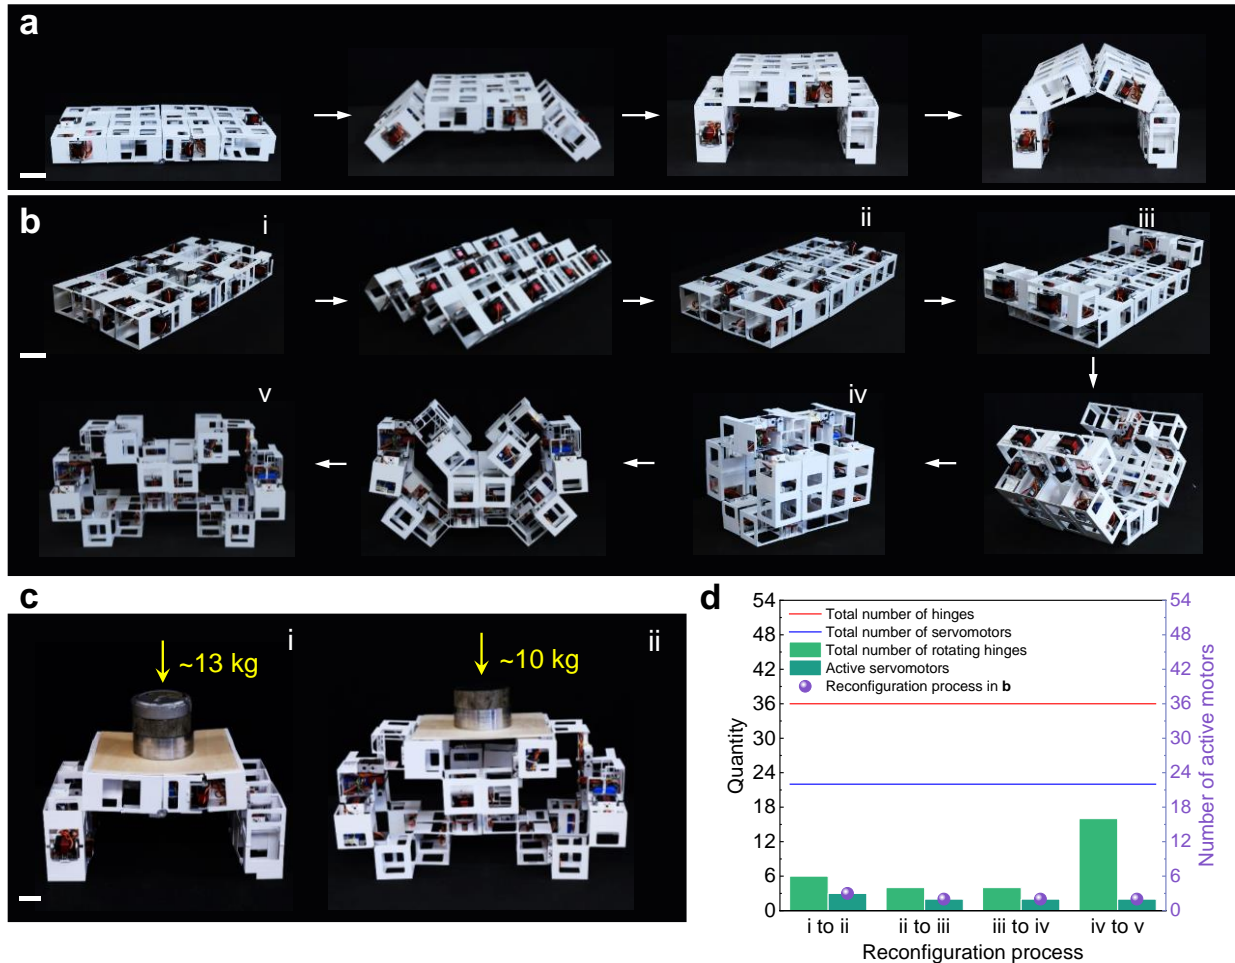 a
b
i
ii
iii
v
iv
c
i
~13 kg
ii
~10 kg
d
54
48
42
36
30
24
18
12
6
0
Quantity
Total number of hinges
Total number of servomotors
Total number of rotating hinges
Active servomotors
Reconfiguration process in b
54
48
42
36
30
24
18
12
6
0
Number of active motors
i to ii
ii to iii
iii to iv
iv to v
Reconfiguration process